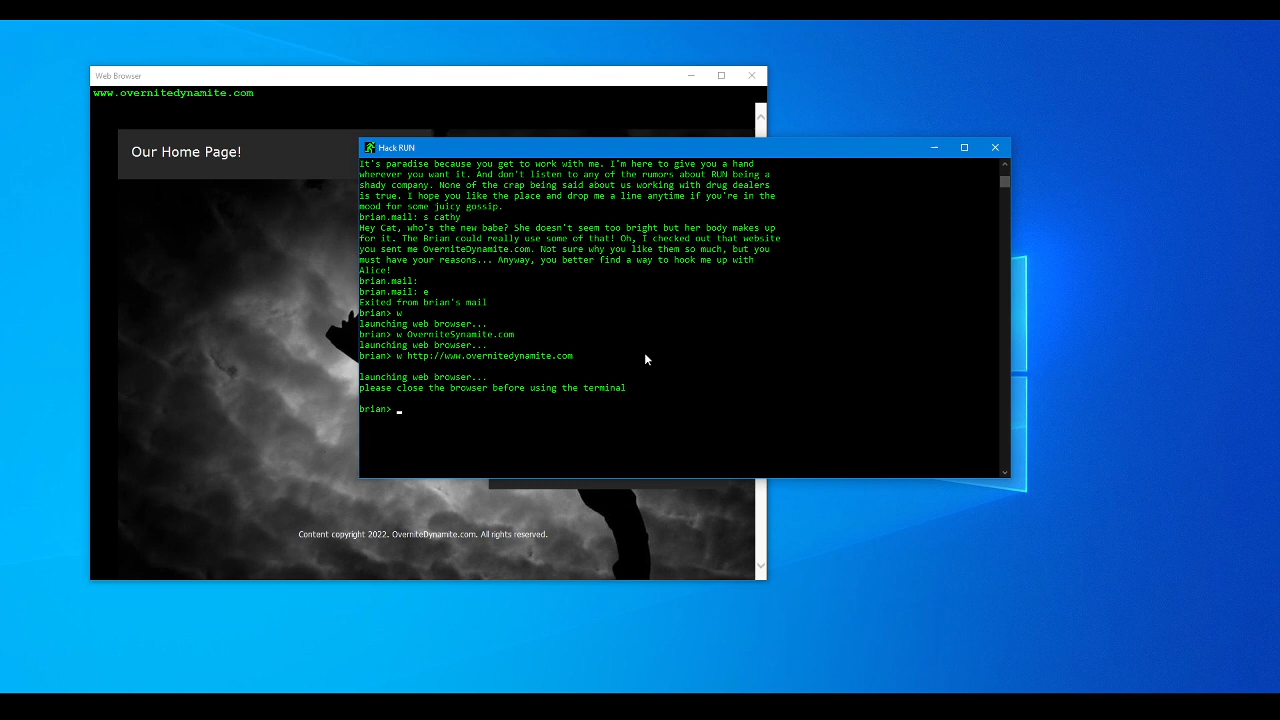 Web Browser
www.overnitedynamite.com
Our Home Page!
Hack RUN
It's paradise because you get to work with me. I'm here to give you a hand
wherever you want it. And don't listen to any of the rumors about RUN being a
shady company. None of the crap being said about us working with drug dealers
is true. I hope you like the place and drop me a line anytime if you're in the
mood for some juicy gossip.
brian.mail: s cathy
Hey Cat, who's the new babe? She doesn't seem too bright but her body makes up
for it. The Brian could really use some of that! Oh, I checked out that website
you sent me OverniteDynamite.com. Not sure why you like them so much, but you
must have your reasons... Anyway, you better find a way to hook me up with
Alice!
brian.mail:
brian.mail: e
Exited from brian's mail
brian> w
launching web browser...
brian> w OverniteSynamite.com
launching web browser...
brian> w http://www.overnitedynamite.com
launching web browser...
please close the browser before using the terminal
brian>
Content copyright 2022. OverniteDynamite.com. All rights reserved.